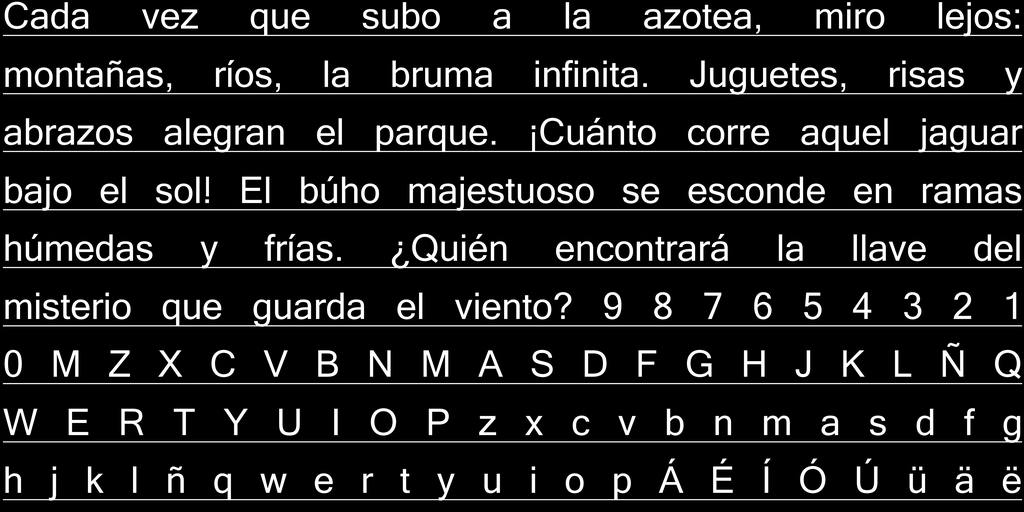 Cada vez que subo a la azotea, miro lejos:
montañas, ríos, la bruma infinita. Juguetes, risas y
abrazos alegran el parque. ¡Cuánto corre aquel jaguar
bajo el sol! El búho majestuoso se esconde en ramas
húmedas y frías. ¿Quién encontrará la llave del
misterio que guarda el viento? 9 8 7 6 5 4 3 2 1
0 M Z X C V B N M A S D F G H J K L Ñ Q
W E R T Y U I O P z x c v b n m a s d f g
h j k l ñ q w e r t y u i o p Á É Í Ó Ú ü ä ë